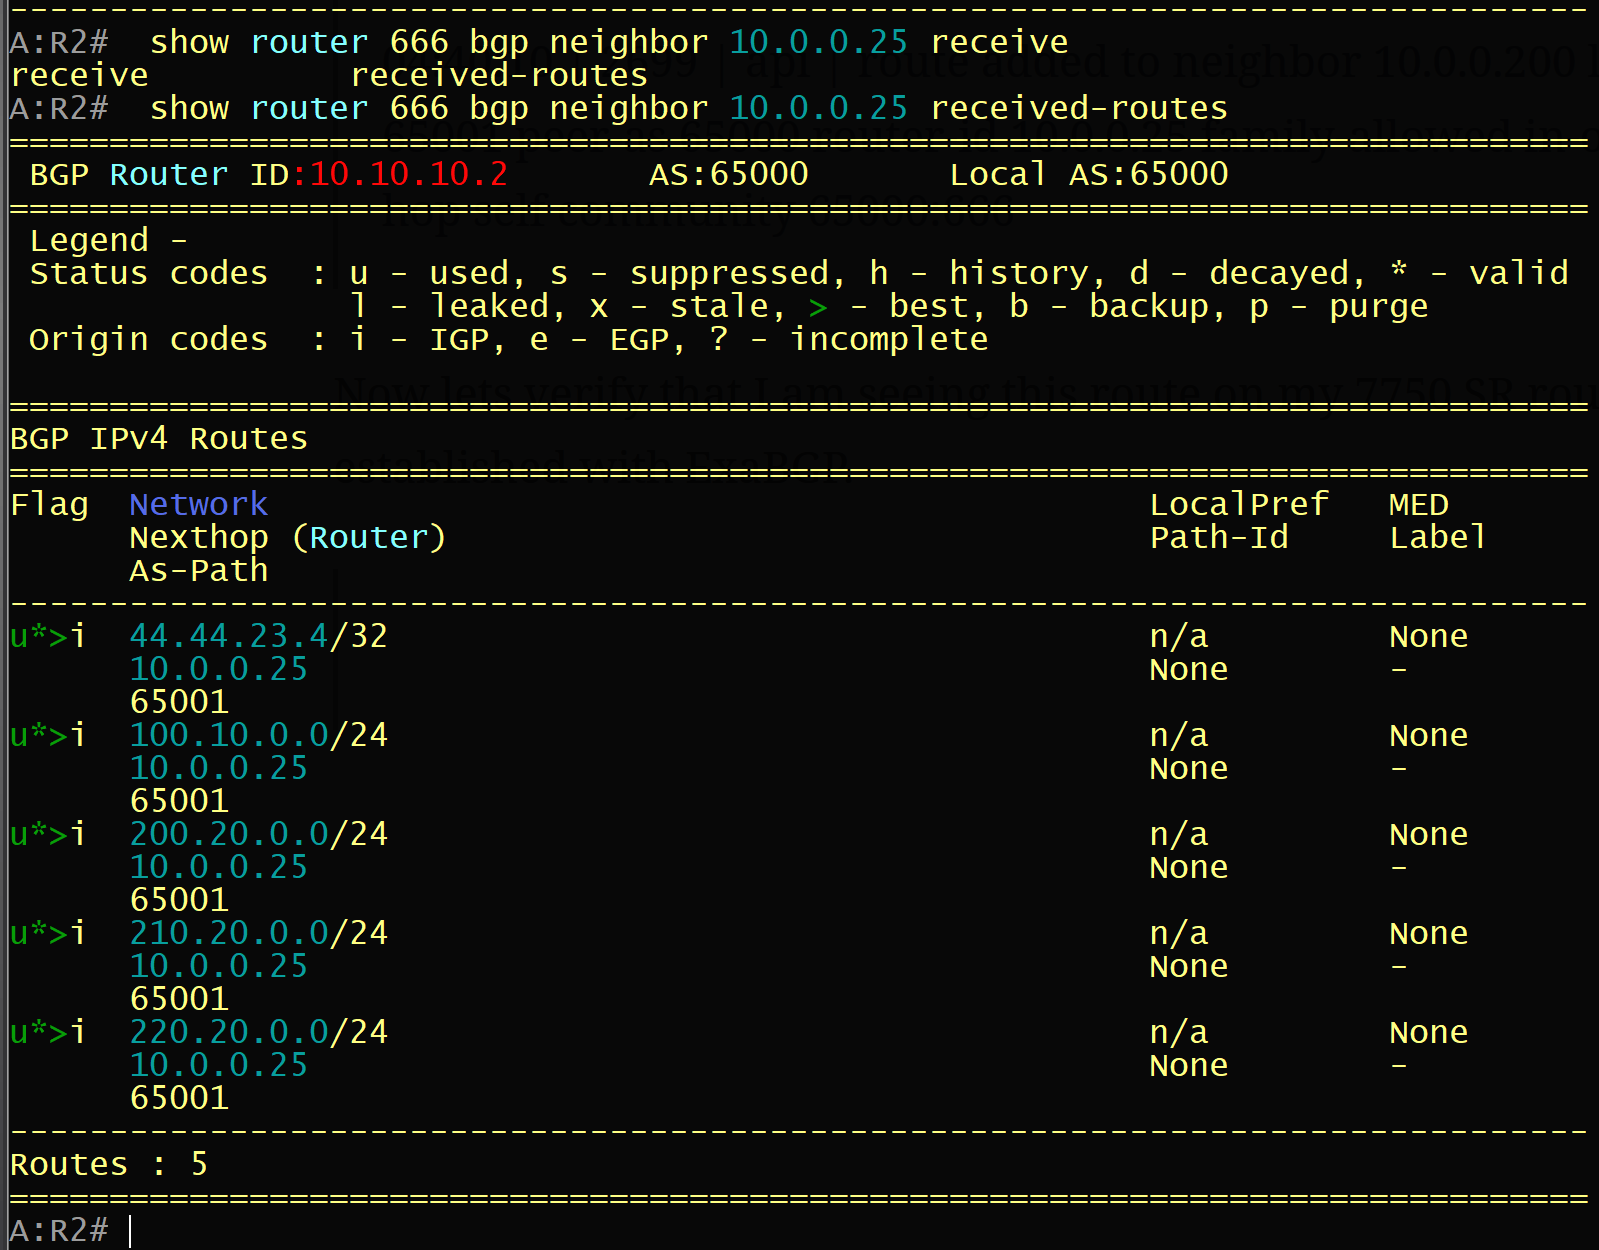 A:R2#  show router 666 bgp neighbor 10.0.0.25 receive
receive          received-routes
A:R2#  show router 666 bgp neighbor 10.0.0.25 received-routes
===============================================================================
 BGP Router ID:10.10.10.2       AS:65000       Local AS:65000
===============================================================================
 Legend -
 Status codes  : u - used, s - suppressed, h - history, d - decayed, * - valid
                 l - leaked, x - stale, > - best, b - backup, p - purge
 Origin codes  : i - IGP, e - EGP, ? - incomplete
===============================================================================
BGP IPv4 Routes
===============================================================================
Flag  Network                                            LocalPref   MED
      Nexthop (Router)                                   Path-Id     Label
      As-Path
-------------------------------------------------------------------------------
u*>i  44.44.23.4/32                                      n/a         None
      10.0.0.25                                          None        -
      65001
u*>i  100.10.0.0/24                                      n/a         None
      10.0.0.25                                          None        -
      65001
u*>i  200.20.0.0/24                                      n/a         None
      10.0.0.25                                          None        -
      65001
u*>i  210.20.0.0/24                                      n/a         None
      10.0.0.25                                          None        -
      65001
u*>i  220.20.0.0/24                                      n/a         None
      10.0.0.25                                          None        -
      65001
-------------------------------------------------------------------------------
Routes : 5
===============================================================================
A:R2#